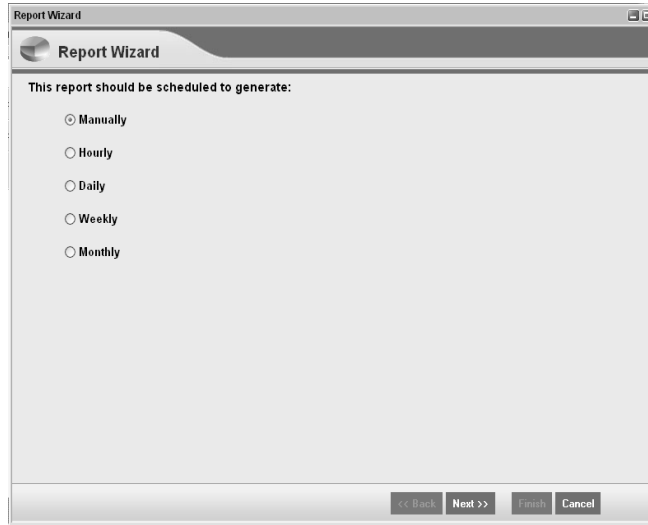 Report Wizard
Report Wizard
This report should be scheduled to generate:
Manually
Hourly
Daily
Weekly
Monthly
<< Back Next >> Finish Cancel